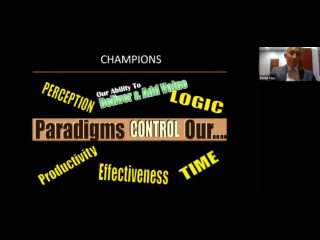 CHAMPIONS
PERCEPTION
Our Ability To
Deliver & Add Value
LOGIC
Paradigms CONTROL Our....
Productivity
Effectiveness
TIME